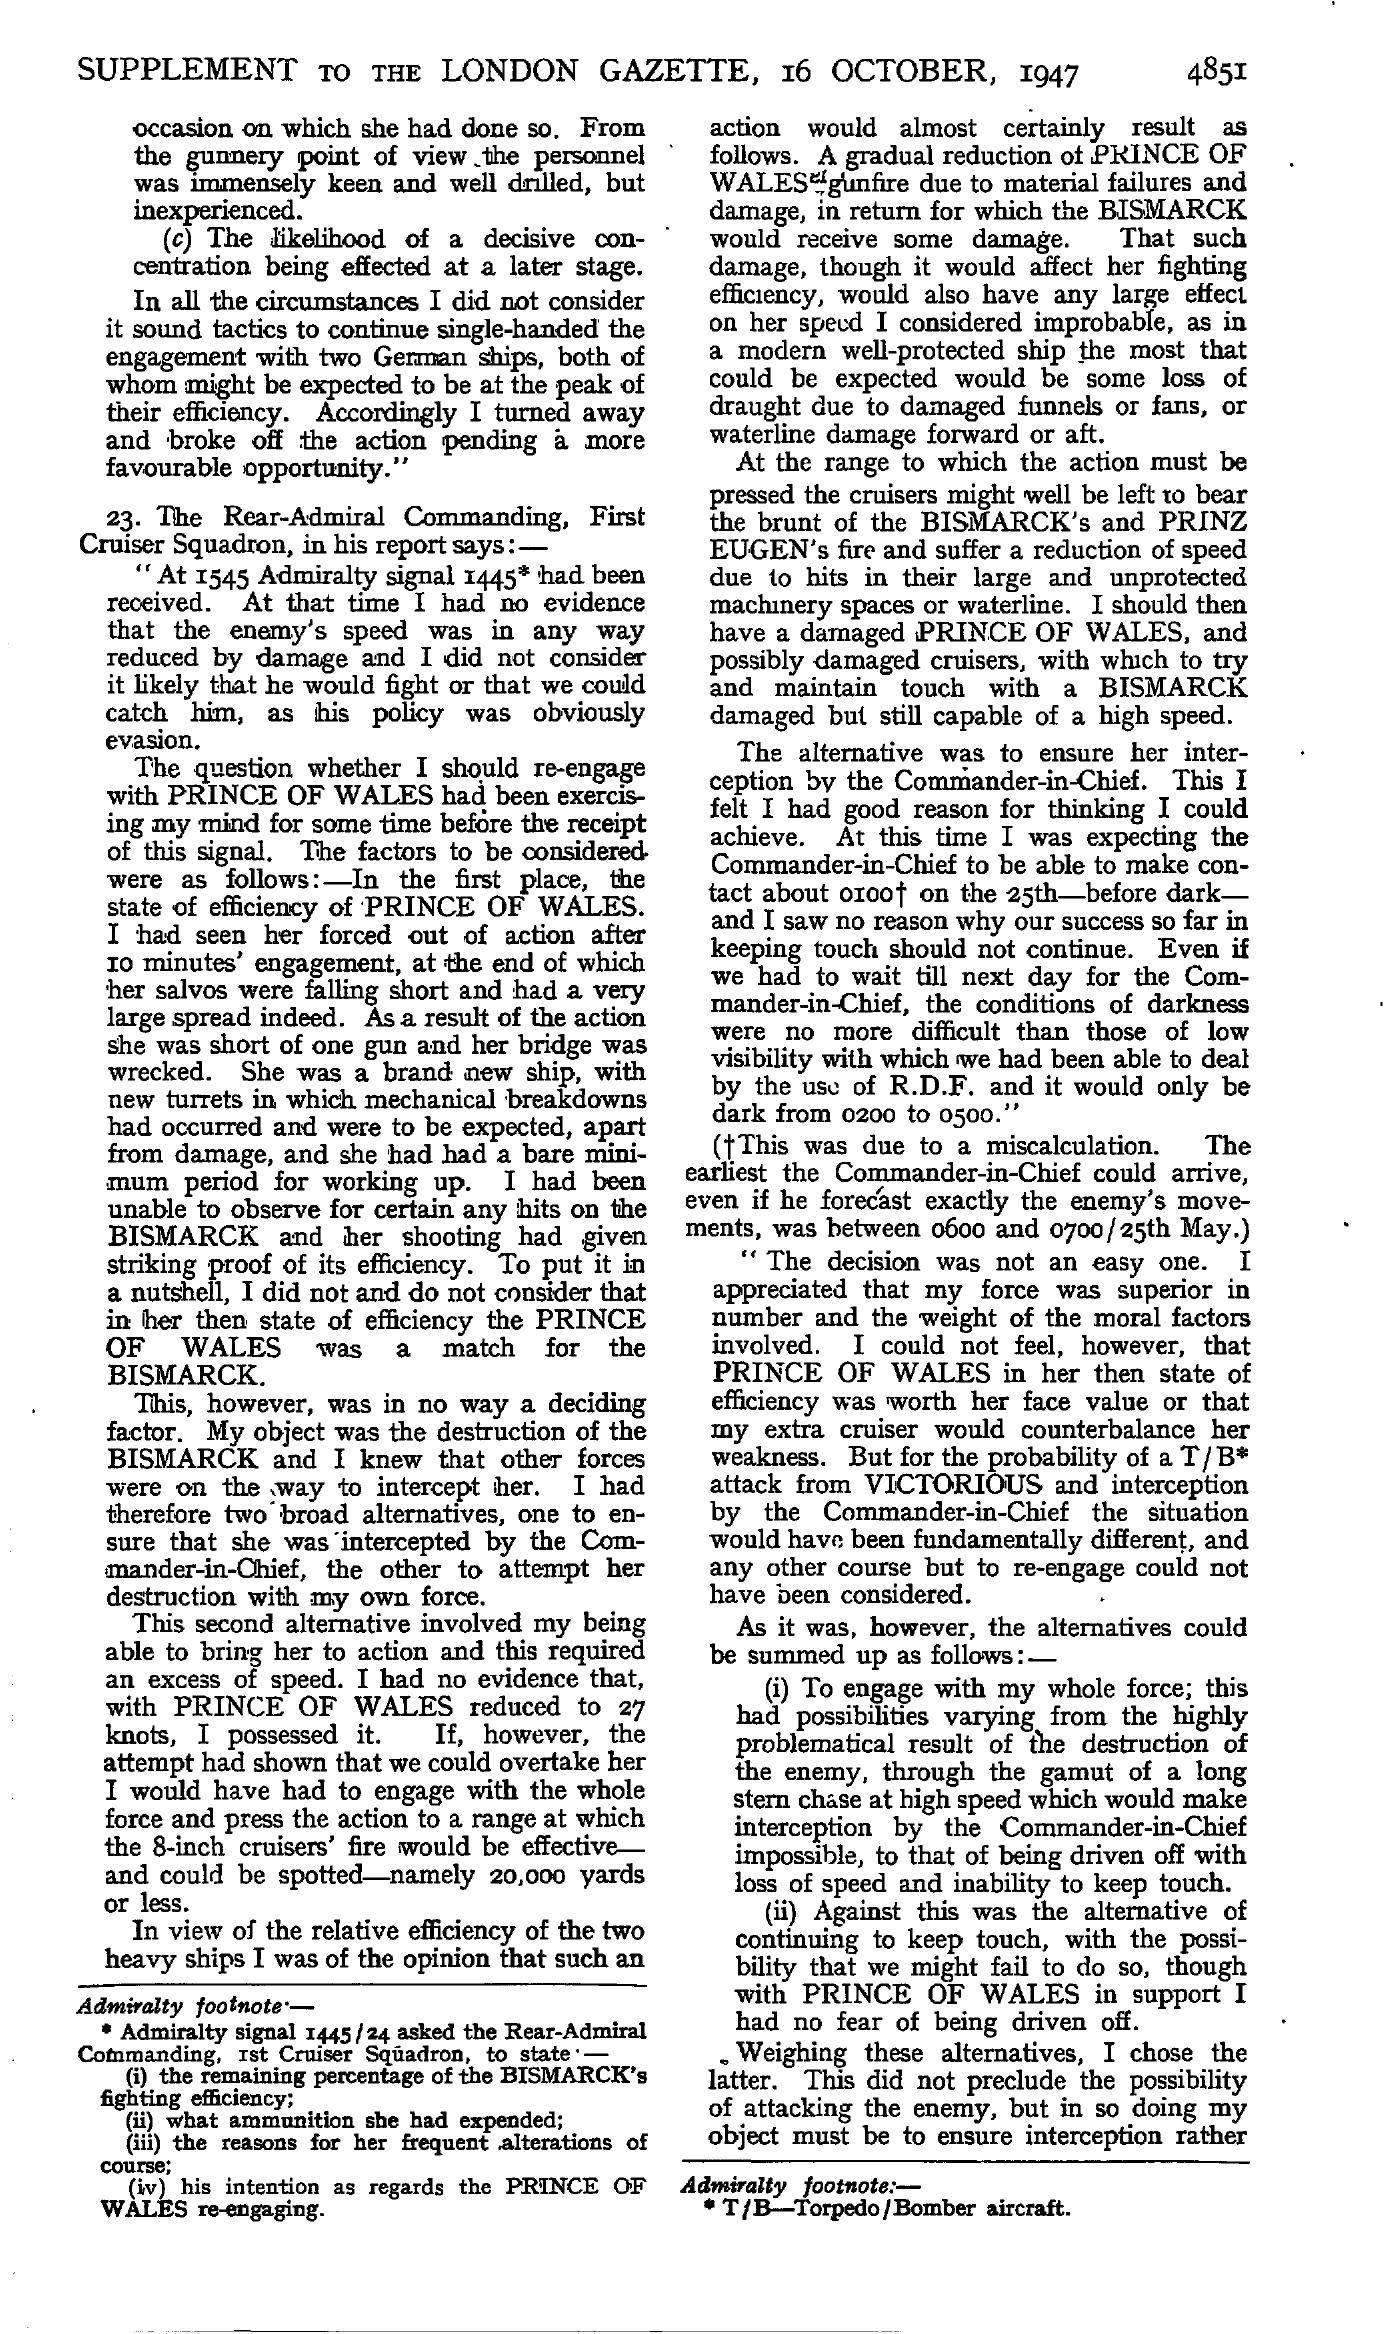 SUPPLEMENT TO THE LONDON GAZETTE, 16 OCTOBER, 1947 4851
occasion on which she had done so. From
the gunnery point of view the personnel
was immensely keen and well drilled, but
inexperienced.
(c) The likelihood of a decisive con-
centration being effected at a later stage.
In all the circumstances I did not consider
it sound tactics to continue single-handed the
engagement with two German ships, both of
whom might be expected to be at the peak of
their efficiency. Accordingly I turned away
and broke off the action pending a more
favourable opportunity."
23. The Rear-Admiral Commanding, First
Cruiser Squadron, in his report says:—
"At 1545 Admiralty signal 1445* had been
received. At that time I had no evidence
that the enemy's speed was in any way
reduced by damage and I did not consider
it likely that he would fight or that we could
catch him, as his policy was obviously
evasion.
The question whether I should re-engage
with PRINCE OF WALES had been exercis-
ing my mind for some time before the receipt
of this signal. The factors to be considered
were as follows:—In the first place, the
state of efficiency of PRINCE OF WALES.
I had seen her forced out of action after
10 minutes' engagement, at the end of which
her salvos were falling short and had a very
large spread indeed. As a result of the action
she was short of one gun and her bridge was
wrecked. She was a brand new ship, with
new turrets in which mechanical breakdowns
had occurred and were to be expected, apart
from damage, and she had had a bare mini-
mum period for working up. I had been
unable to observe for certain any hits on the
BISMARCK and her shooting had given
striking proof of its efficiency. To put it in
a nutshell, I did not and do not consider that
in her then state of efficiency the PRINCE
OF WALES was a match for the
BISMARCK.
This, however, was in no way a deciding
factor. My object was the destruction of the
BISMARCK and I knew that other forces
were on the way to intercept her. I had
therefore two broad alternatives, one to en-
sure that she was intercepted by the Com-
mander-in-Chief, the other to attempt her
destruction with my own force.
This second alternative involved my being
able to bring her to action and this required
an excess of speed. I had no evidence that,
with PRINCE OF WALES reduced to 27
knots, I possessed it. If, however, the
attempt had shown that we could overtake her
I would have had to engage with the whole
force and press the action to a range at which
the 8-inch cruisers' fire would be effective—
and could be spotted—namely 20,000 yards
or less.
In view of the relative efficiency of the two
heavy ships I was of the opinion that such an
Admiralty footnote:—
* Admiralty signal 1445/24 asked the Rear-Admiral
Commanding, 1st Cruiser Squadron, to state:—
(i) the remaining percentage of the BISMARCK's
fighting efficiency;
(ii) what ammunition she had expended;
(iii) the reasons for her frequent alterations of
course;
(iv) his intention as regards the PRINCE OF
WALES re-engaging.
action would almost certainly result as
follows. A gradual reduction of PRINCE OF
WALES' gunfire due to material failures and
damage, in return for which the BISMARCK
would receive some damage. That such
damage, though it would affect her fighting
efficiency, would also have any large effect
on her speed I considered improbable, as in
a modern well-protected ship the most that
could be expected would be some loss of
draught due to damaged funnels or fans, or
waterline damage forward or aft.
At the range to which the action must be
pressed the cruisers might well be left to bear
the brunt of the BISMARCK's and PRINZ
EUGEN's fire and suffer a reduction of speed
due to hits in their large and unprotected
machinery spaces or waterline. I should then
have a damaged PRINCE OF WALES, and
possibly damaged cruisers, with which to try
and maintain touch with a BISMARCK
damaged but still capable of a high speed.
The alternative was to ensure her inter-
ception by the Commander-in-Chief. This I
felt I had good reason for thinking I could
achieve. At this time I was expecting the
Commander-in-Chief to be able to make con-
tact about 0100† on the 25th—before dark—
and I saw no reason why our success so far in
keeping touch should not continue. Even if
we had to wait till next day for the Com-
mander-in-Chief, the conditions of darkness
were no more difficult than those of low
visibility with which we had been able to deal
by the use of R.D.F. and it would only be
dark from 0200 to 0500."
(†This was due to a miscalculation. The
earliest the Commander-in-Chief could arrive,
even if he forecast exactly the enemy's move-
ments, was between 0600 and 0700/25th May.)
"The decision was not an easy one. I
appreciated that my force was superior in
number and the weight of the moral factors
involved. I could not feel, however, that
PRINCE OF WALES in her then state of
efficiency was worth her face value or that
my extra cruiser would counterbalance her
weakness. But for the probability of a T/B*
attack from VICTORIOUS and interception
by the Commander-in-Chief the situation
would have been fundamentally different, and
any other course but to re-engage could not
have been considered.
As it was, however, the alternatives could
be summed up as follows:—
(i) To engage with my whole force; this
had possibilities varying from the highly
problematical result of the destruction of
the enemy, through the gamut of a long
stern chase at high speed which would make
interception by the Commander-in-Chief
impossible, to that of being driven off with
loss of speed and inability to keep touch.
(ii) Against this was the alternative of
continuing to keep touch, with the possi-
bility that we might fail to do so, though
with PRINCE OF WALES in support I
had no fear of being driven off.
Weighing these alternatives, I chose the
latter. This did not preclude the possibility
of attacking the enemy, but in so doing my
object must be to ensure interception rather
Admiralty footnote:—
* T/B—Torpedo/Bomber aircraft.